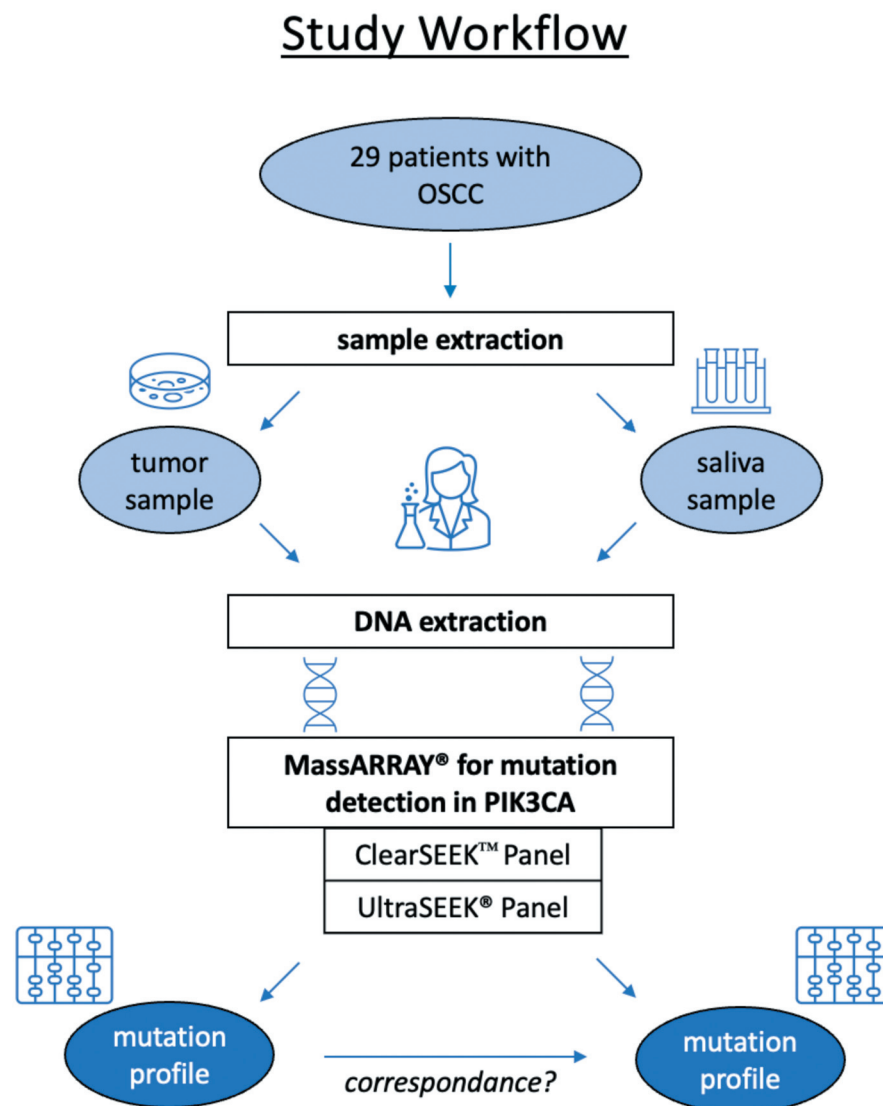 Study Workflow
29 patients with
OSCC
sample extraction
tumor
sample
saliva
sample
DNA extraction
MassARRAY® for mutation
detection in PIK3CA
ClearSEEK™ Panel
UltraSEEK® Panel
mutation
profile
correspondance?
mutation
profile